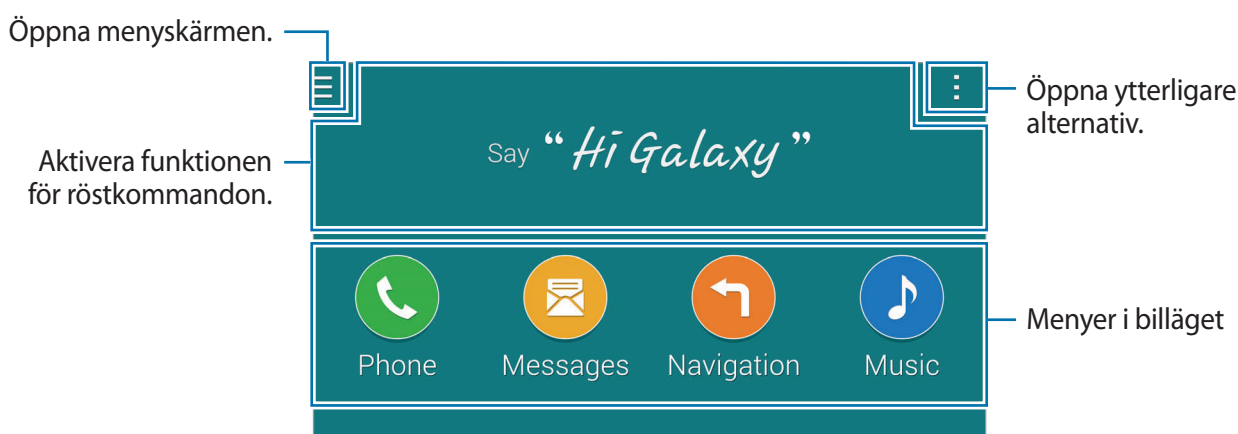 Öppna menyskärmen.
Öppna ytterligare
alternativ.
Say “Hi Galaxy”
Aktivera funktionen
för röstkommandon.
Phone Messages Navigation Music
Menyer i billäget